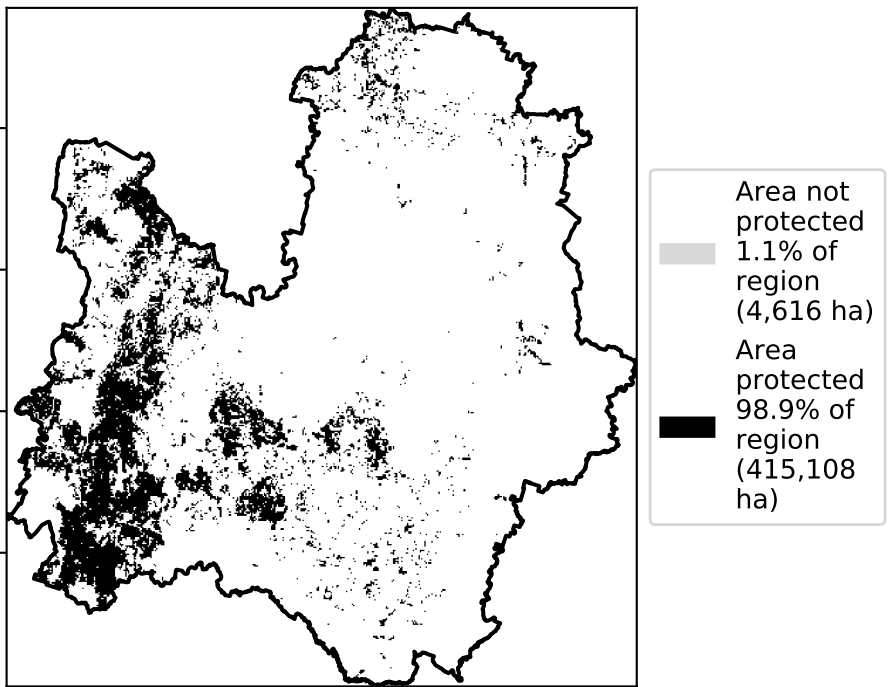 Area not
protected
1.1% of
region
(4,616 ha)
Area
protected
98.9% of
region
(415,108
ha)